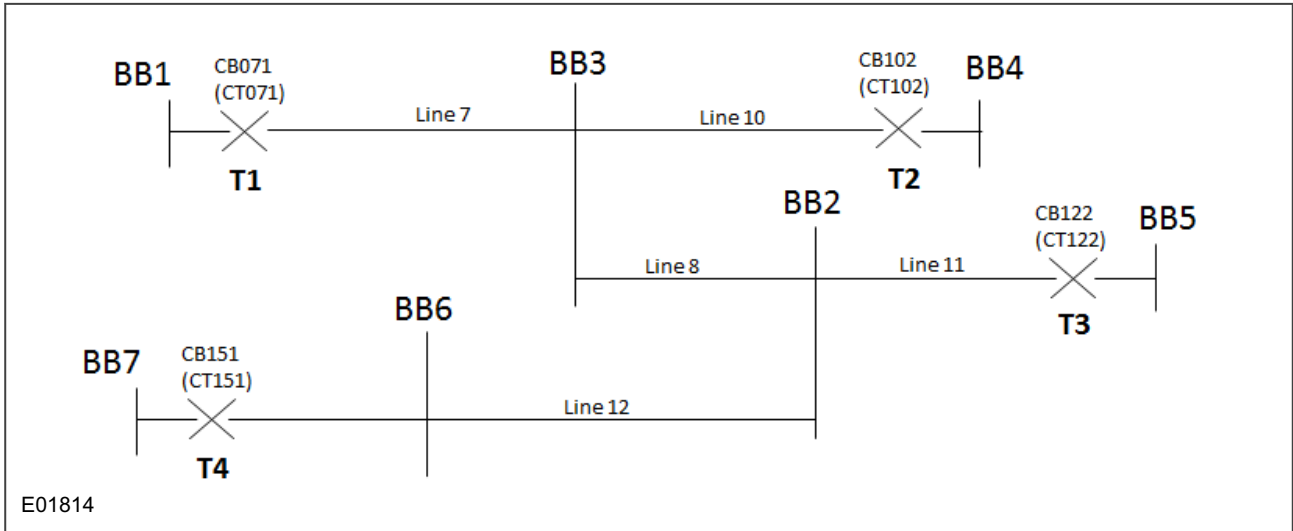 BB1
CB071
(CT071)
T1
Line 7
BB3
Line 10
CB102
(CT102)
T2
BB4
BB2
Line 8
Line 11
CB122
(CT122)
T3
BB5
BB7
CB151
(CT151)
T4
BB6
Line 12
E01814